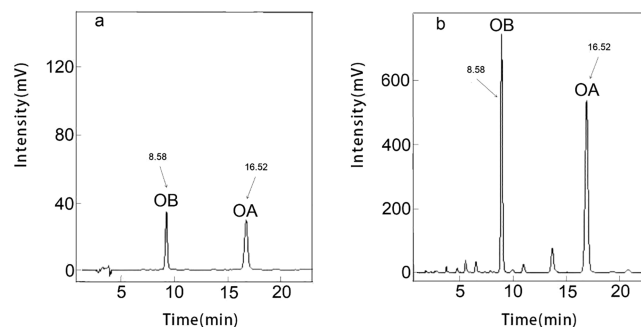 a
Intensity(mV)
120
80
40
0
8.58
16.52
OB
OA
5
10
15
20
Time(min)
b
Intensity(mV)
600
400
200
0
OB
8.58
16.52
OA
5
10
15
20
Time(min)